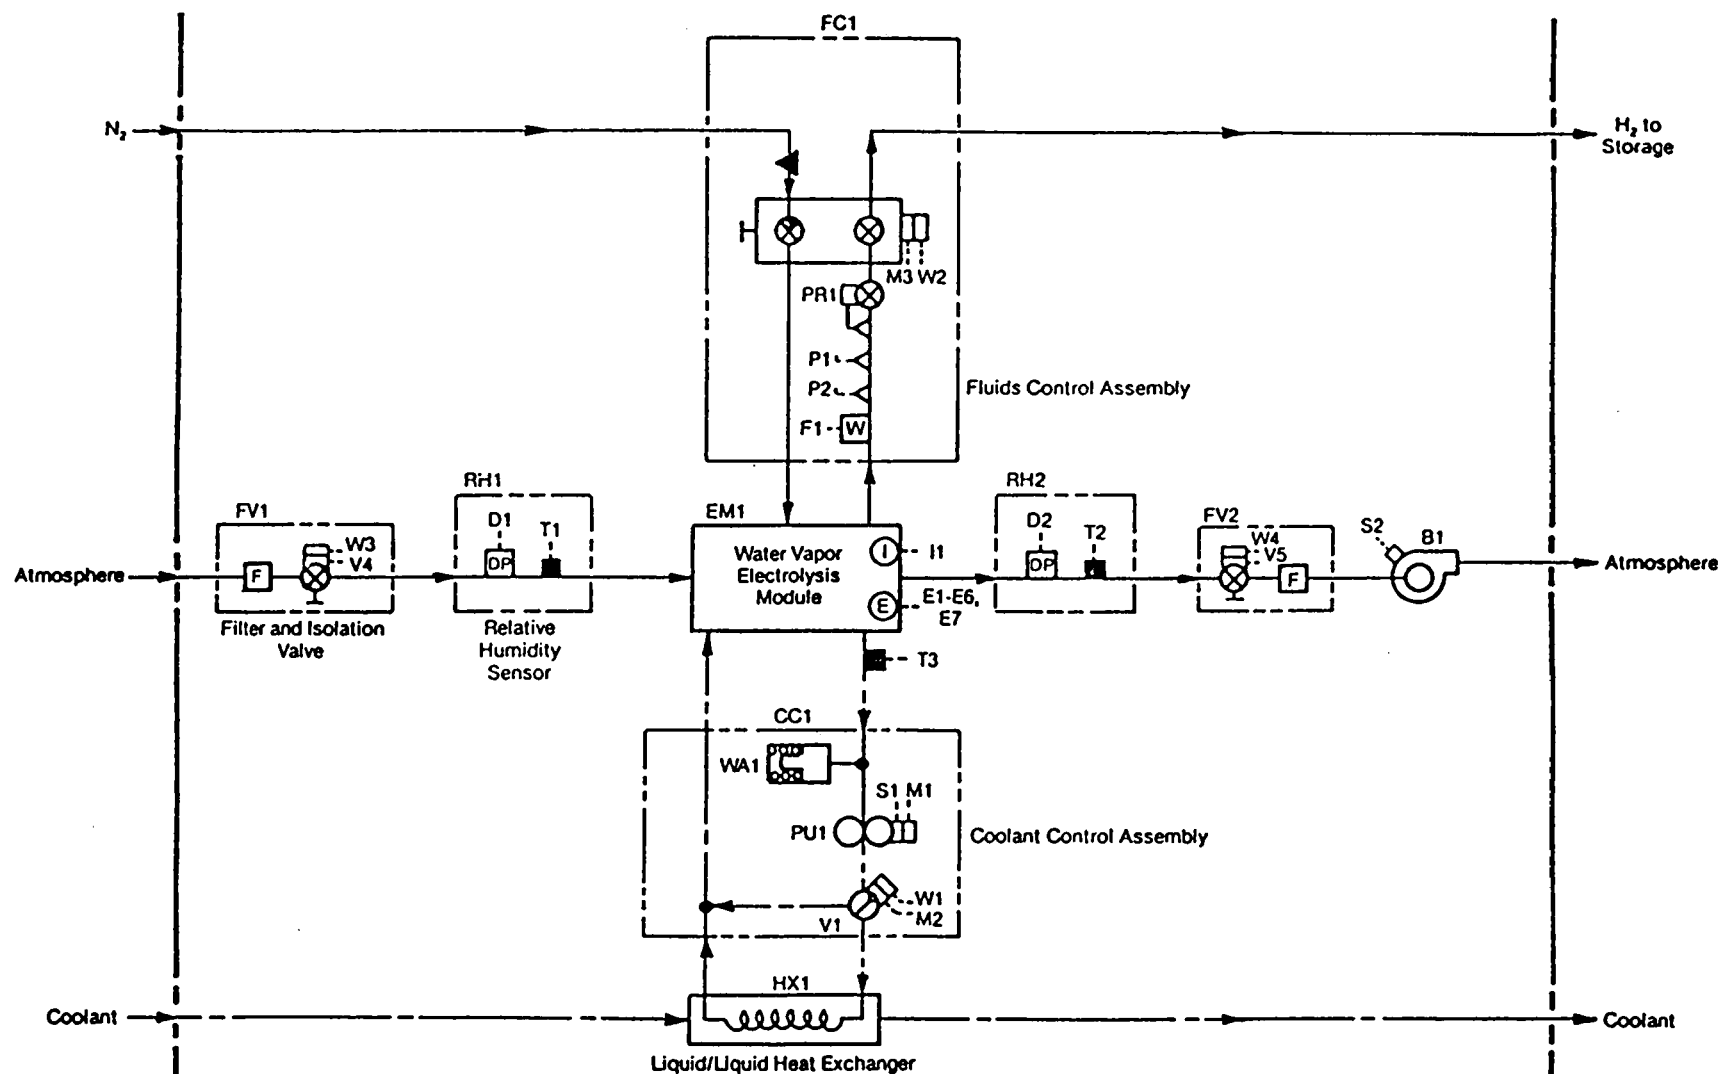 FC1
N₂
H₂ to
Storage
M3 W2
PR1
P1
P2
Fluids Control Assembly
F1
W
RH1
RH2
FV1
D1
T1
EM1
D2
T2
FV2
S2
B1
W3
V4
W4
V5
Atmosphere
F
DP
Water Vapor
Electrolysis
Module
I
I1
DP
F
Atmosphere
E
E1-E6,
E7
Filter and Isolation
Valve
Relative
Humidity
Sensor
T3
CC1
WA1
S1 M1
PU1
Coolant Control Assembly
W1
M2
V1
HX1
Coolant
Coolant
Liquid/Liquid Heat Exchanger